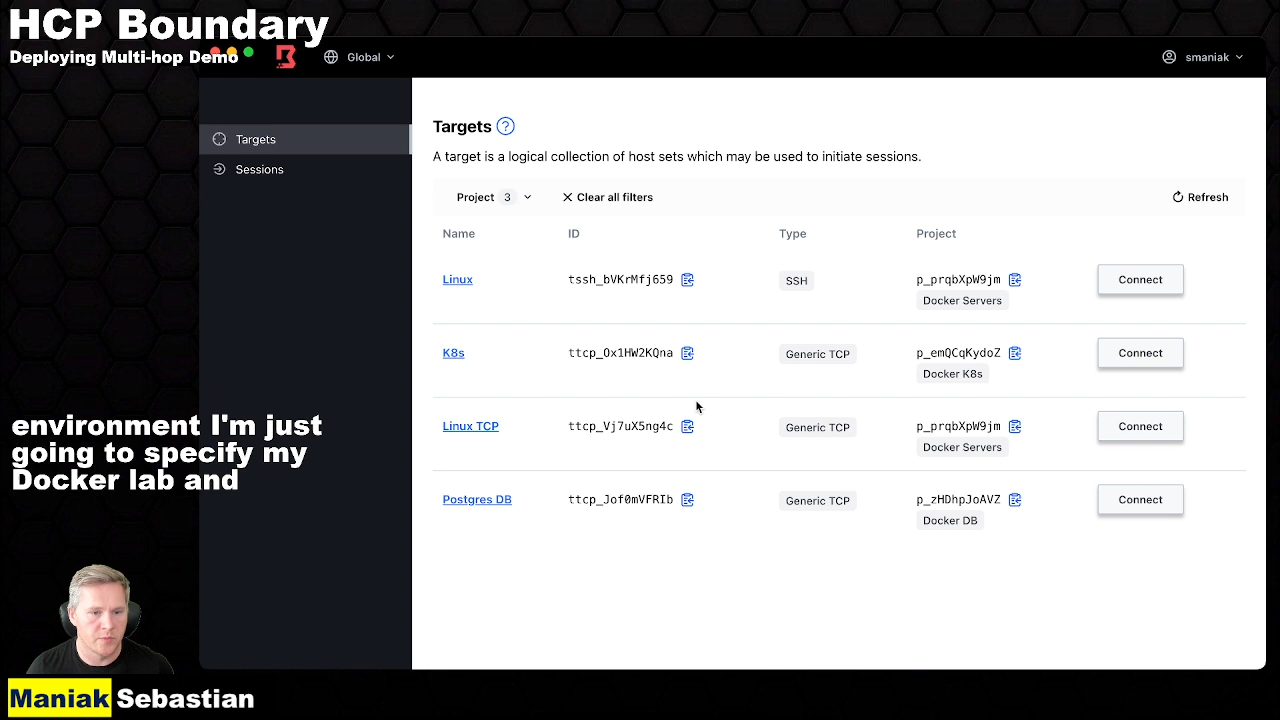 HCP Boundary
Deploying Multi-hop Demo
Global
smaniak
Targets
Sessions
Targets
A target is a logical collection of host sets which may be used to initiate sessions.
Project 3
Clear all filters
Refresh
Name ID Type Project
Linux tssh_bVKrMfj659 SSH p_prqbXpW9jm Connect
Docker Servers
K8s ttcp_Ox1HW2KQna Generic TCP p_emQCqKydoZ Connect
Docker K8s
Linux TCP ttcp_Vj7uX5ng4c Generic TCP p_prqbXpW9jm Connect
Docker Servers
Postgres DB ttcp_Jof0mVFRIb Generic TCP p_zHDhpJoAVZ Connect
Docker DB
environment I'm just
going to specify my
Docker lab and
Maniak Sebastian